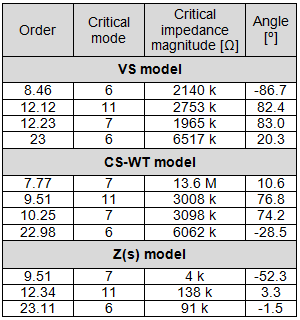 Order Critical mode Critical impedance magnitude [Ω] Angle [º]
VS model
8.46 6 2140 k -86.7
12.12 11 2753 k 82.4
12.23 7 1965 k 83.0
23 6 6517 k 20.3
CS-WT model
7.77 7 13.6 M 10.6
9.51 11 3008 k 76.8
10.25 7 3098 k 74.2
22.98 6 6062 k -28.5
Z(s) model
9.51 7 4 k -52.3
12.34 11 138 k 3.3
23.11 6 91 k -1.5